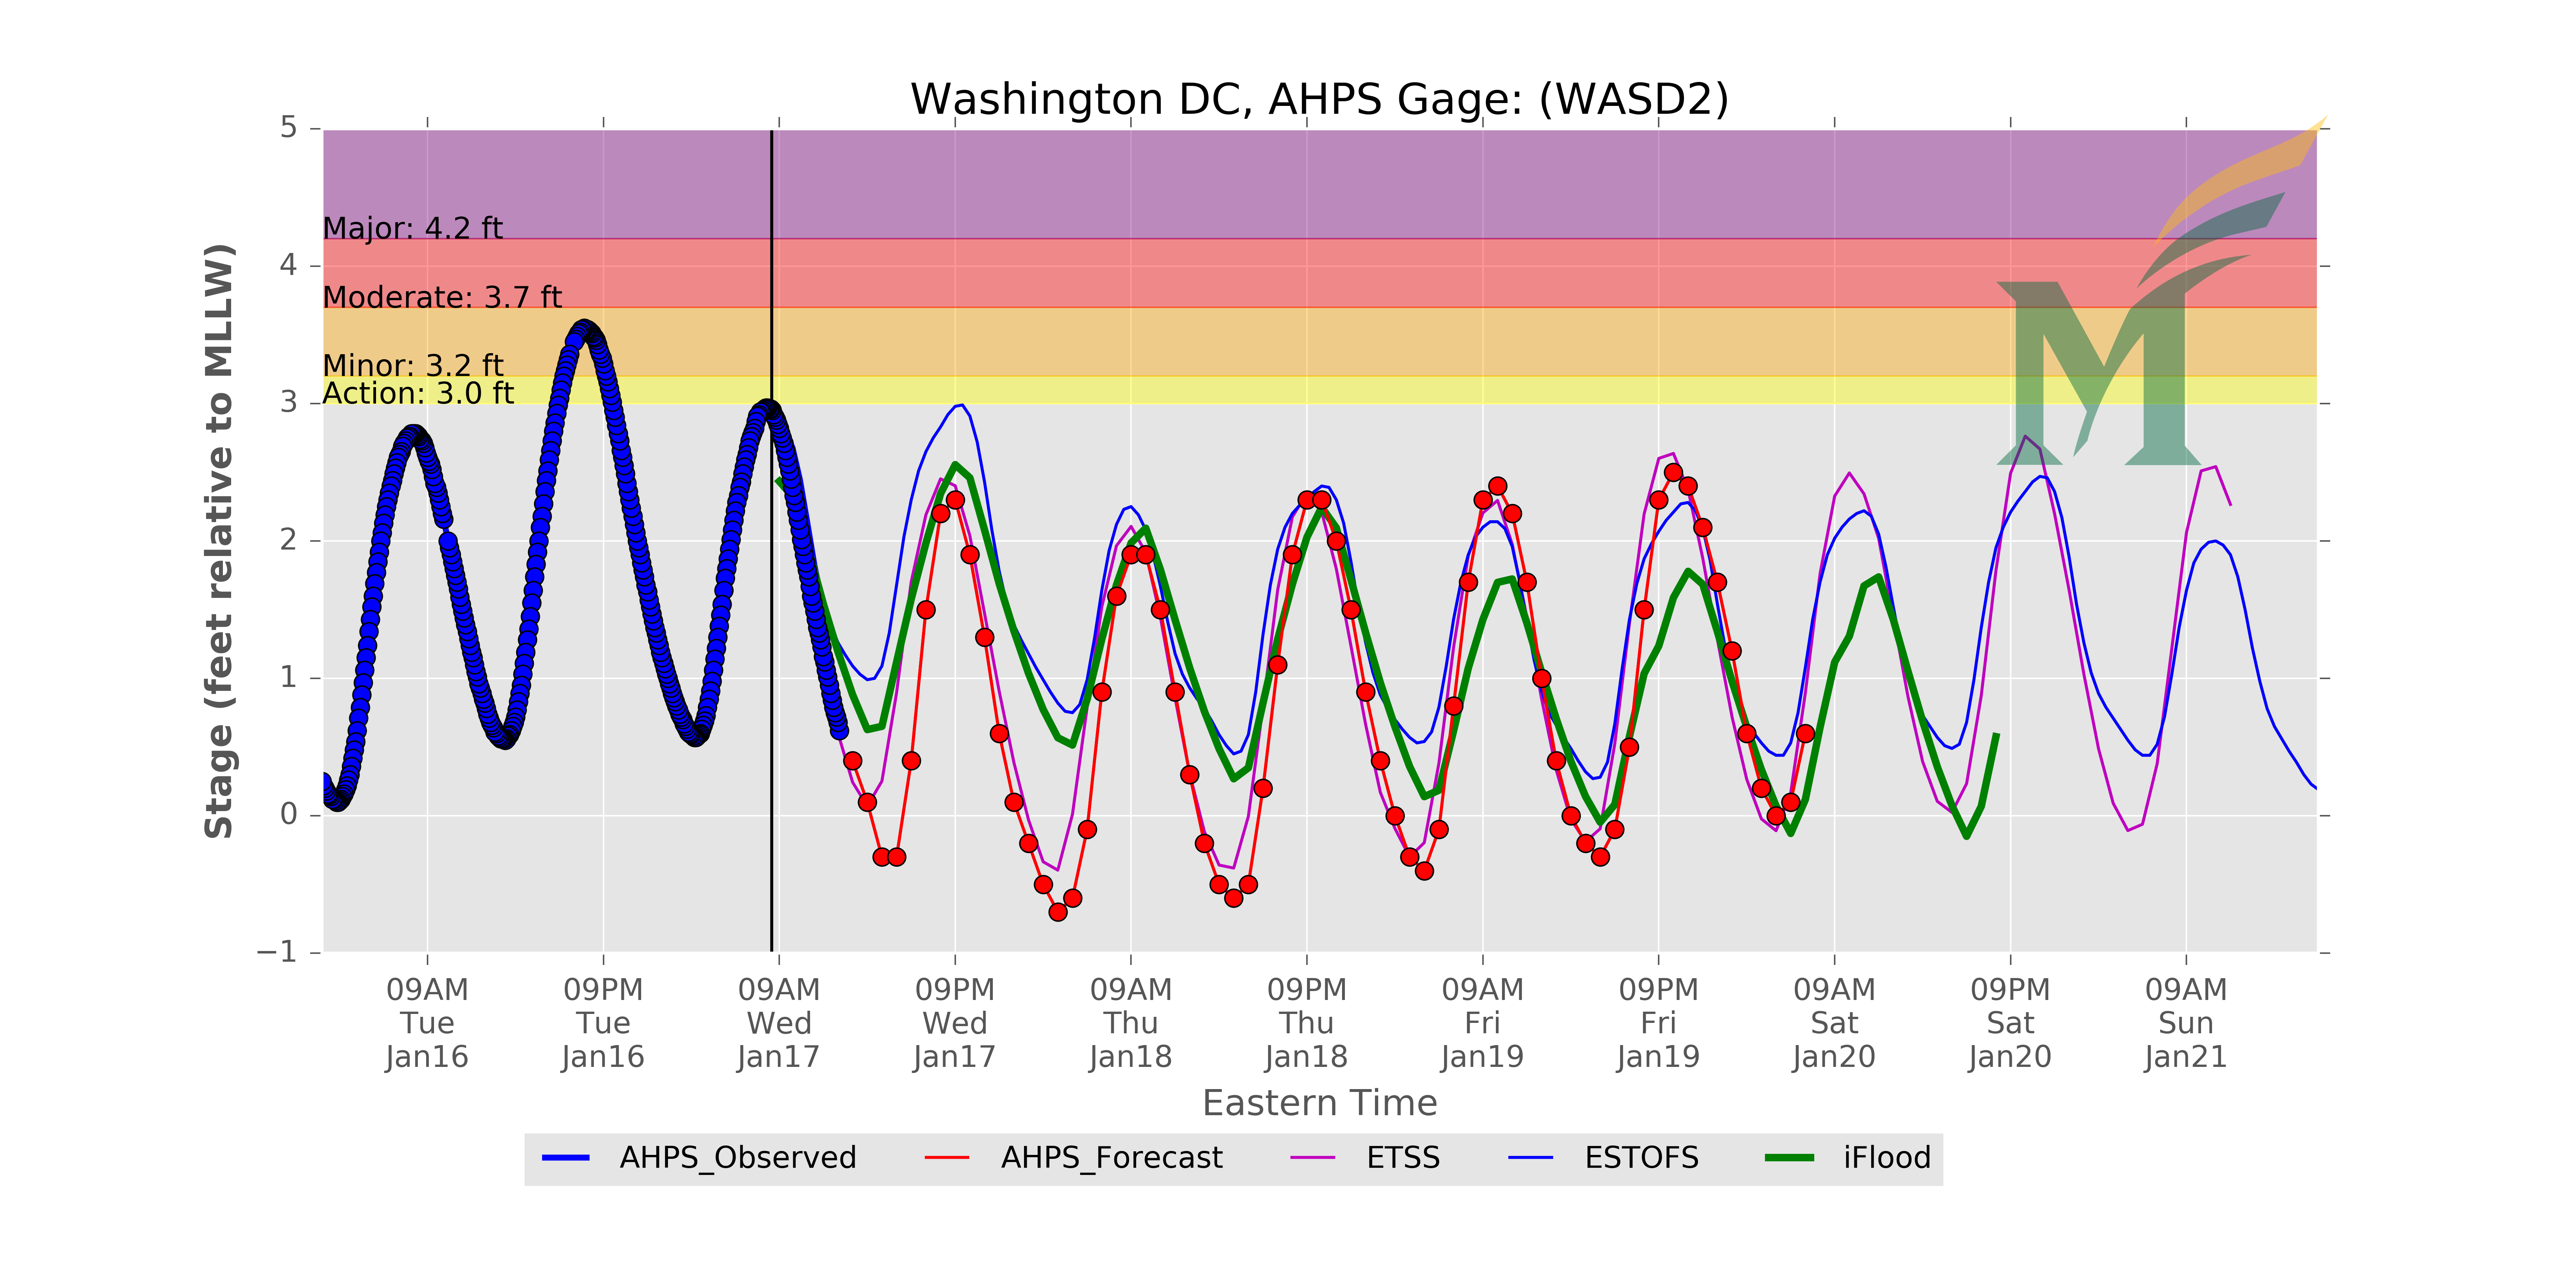 Washington DC, AHPS Gage: (WASD2)
Stage (feet relative to MLLW)
5
4
3
2
1
0
−1
Major: 4.2 ft
Moderate: 3.7 ft
Minor: 3.2 ft
Action: 3.0 ft
M
09AM 09PM 09AM 09PM 09AM 09PM 09AM 09PM 09AM 09PM 09AM
Tue Tue Wed Wed Thu Thu Fri Fri Sat Sat Sun
Jan16 Jan16 Jan17 Jan17 Jan18 Jan18 Jan19 Jan19 Jan20 Jan20 Jan21
Eastern Time
AHPS_Observed AHPS_Forecast ETSS ESTOFS iFlood